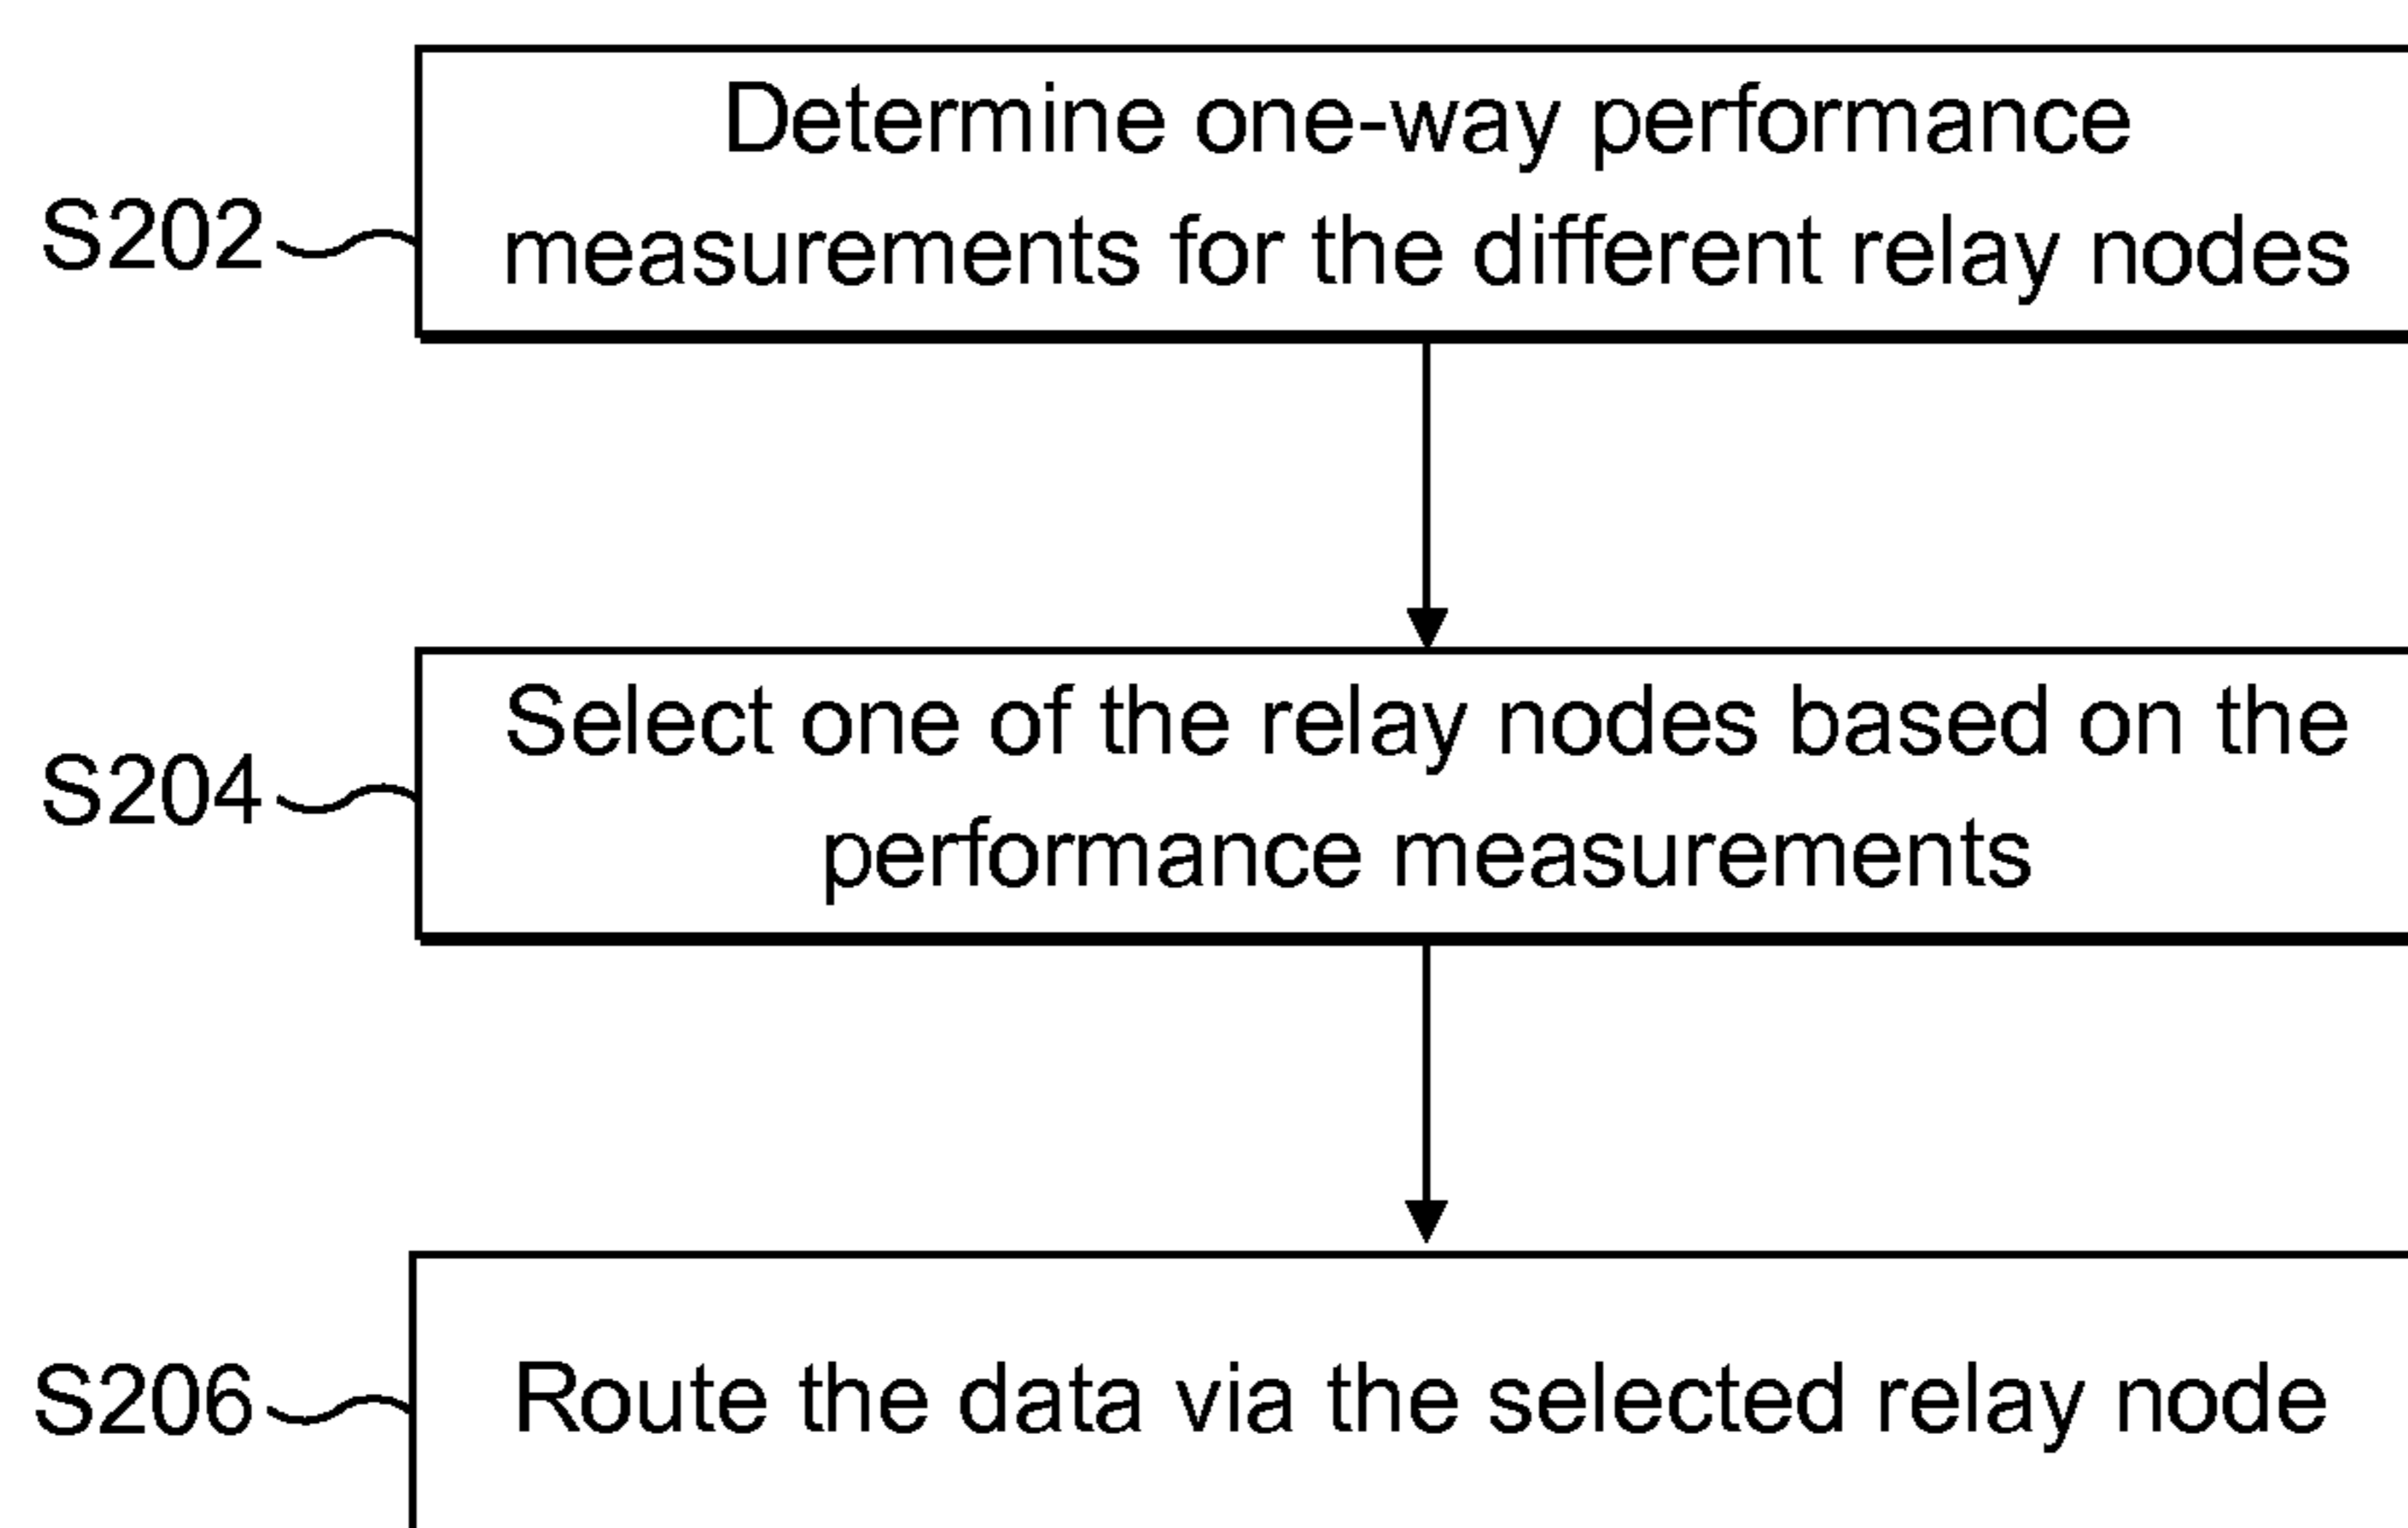 Determine one-way performance
S202 measurements for the different relay nodes
Select one of the relay nodes based on the
S204
performance measurements
S206 Route the data via the selected relay node